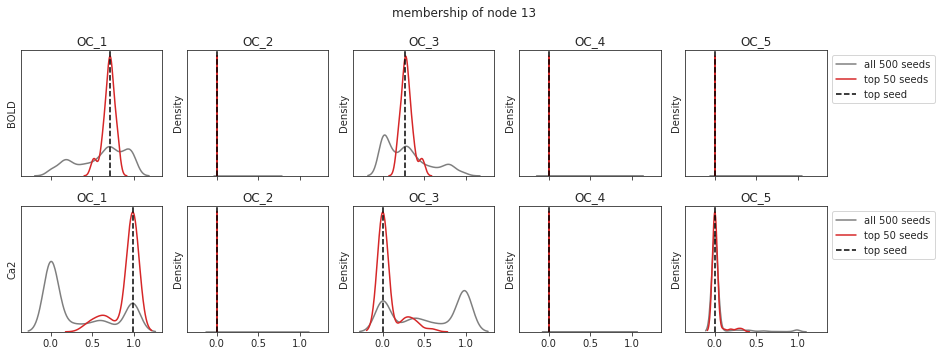 membership of node 13
OC_1 OC_2 OC_3 OC_4 OC_5
BOLD Density Density Density Density
all 500 seeds
top 50 seeds
top seed
OC_1 OC_2 OC_3 OC_4 OC_5
Ca2 Density Density Density Density
all 500 seeds
top 50 seeds
top seed
0.0 0.5 1.0 0.0 0.5 1.0 0.0 0.5 1.0 0.0 0.5 1.0 0.0 0.5 1.0